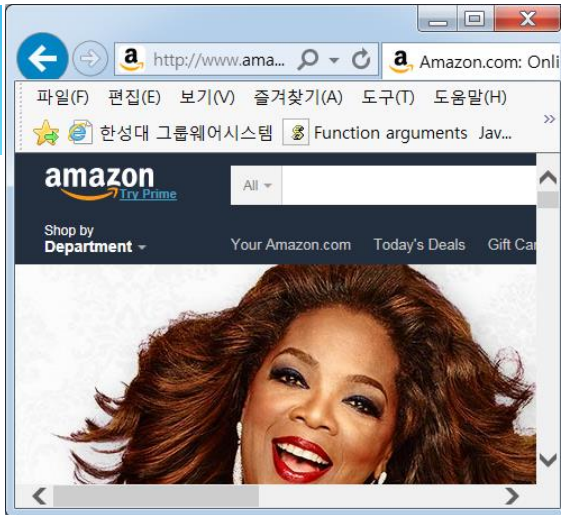 http://www.ama...
Amazon.com: Onli
파일(F) 편집(E) 보기(V) 즐겨찾기(A) 도구(T) 도움말(H)
한성대 그룹웨어시스템 Function arguments Jav...
amazon
Try Prime
All
Shop by
Department
Your Amazon.com Today's Deals Gift Car